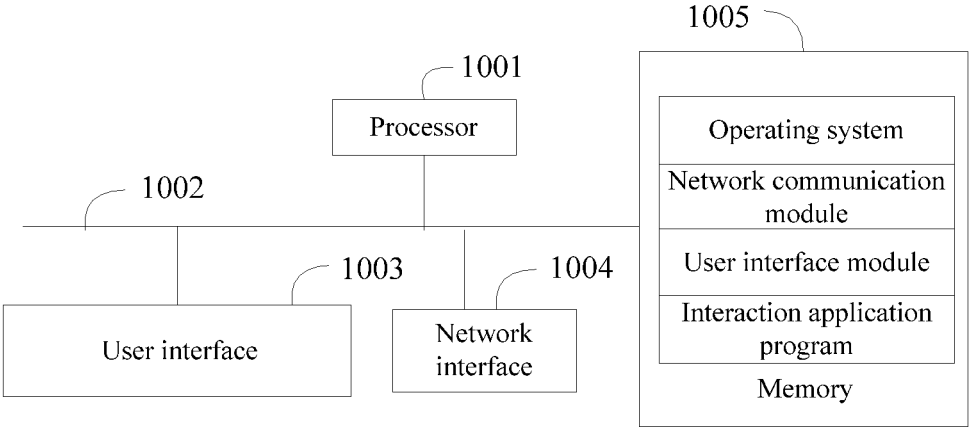 1005
1001
Processor
Operating system
Network communication
module
1002
User interface module
1003
1004
Interaction application
program
User interface
Network
interface
Memory